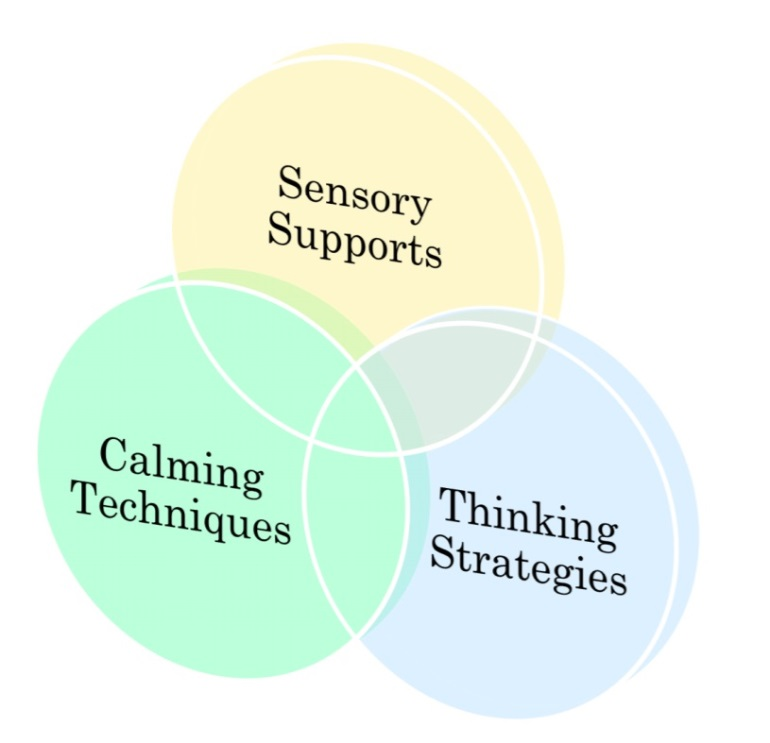 Sensory
Supports
Calming
Techniques
Thinking
Strategies